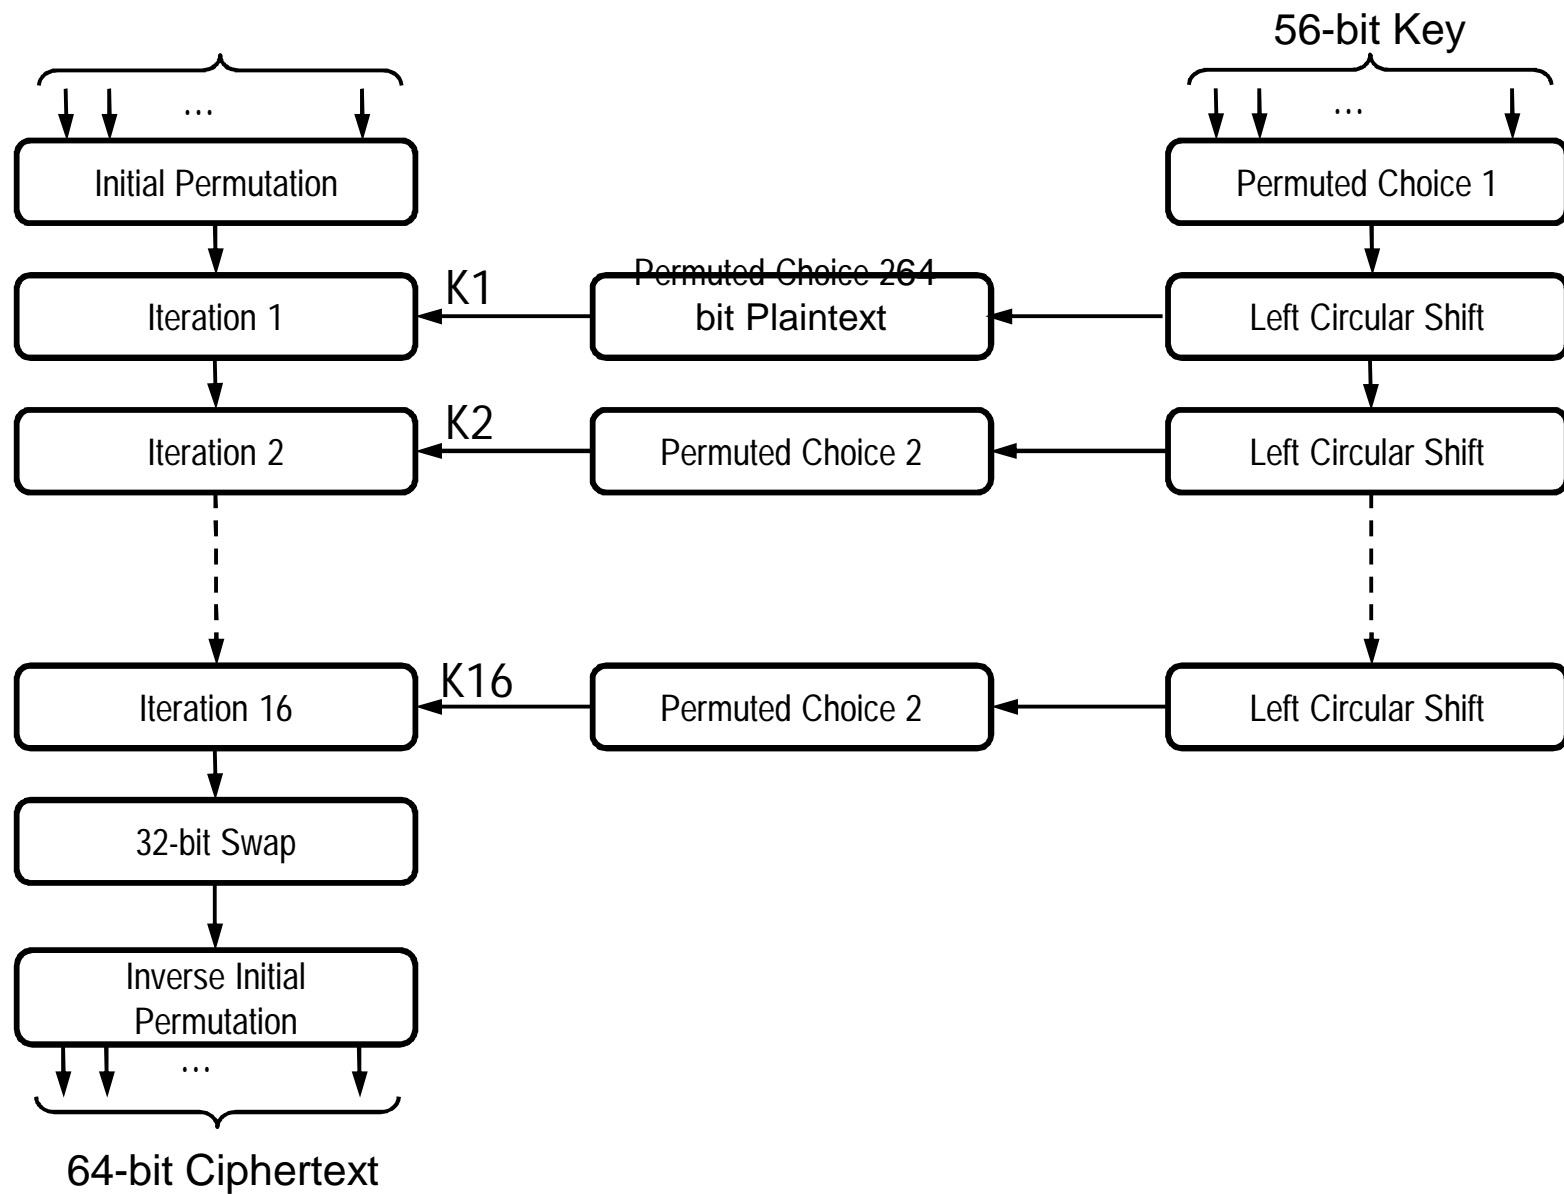 56-bit Key
...
...
Initial Permutation
Permuted Choice 1
K1
Permuted Choice 264
bit Plaintext
Iteration 1
Left Circular Shift
K2
Iteration 2
Permuted Choice 2
Left Circular Shift
K16
Iteration 16
Permuted Choice 2
Left Circular Shift
32-bit Swap
Inverse Initial
Permutation
...
64-bit Ciphertext